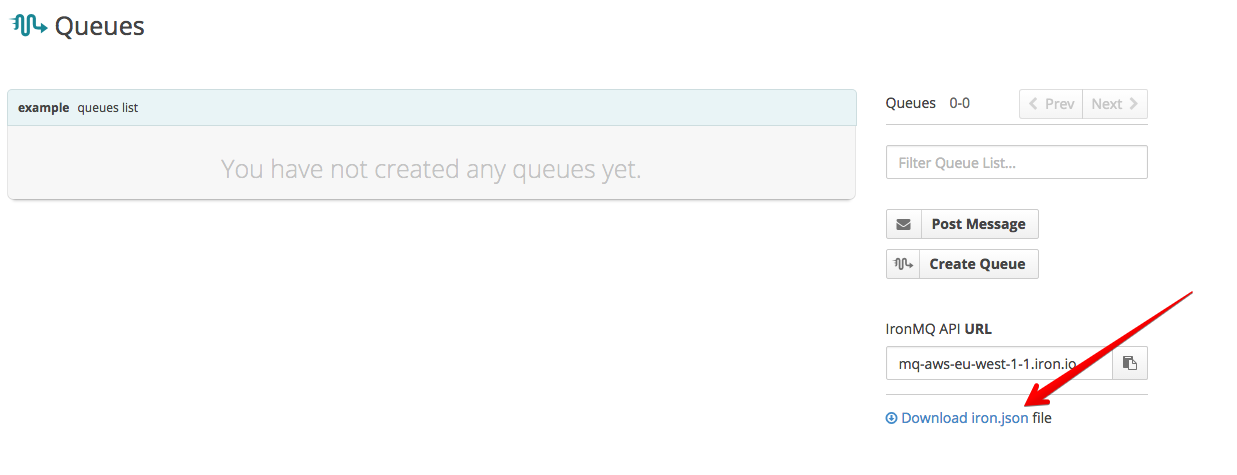 Queues
example queues list
You have not created any queues yet.
Queues 0-0
Prev Next
Filter Queue List...
Post Message
Create Queue
IronMQ API URL
mq-aws-eu-west-1-1.iron.io
Download iron.json file